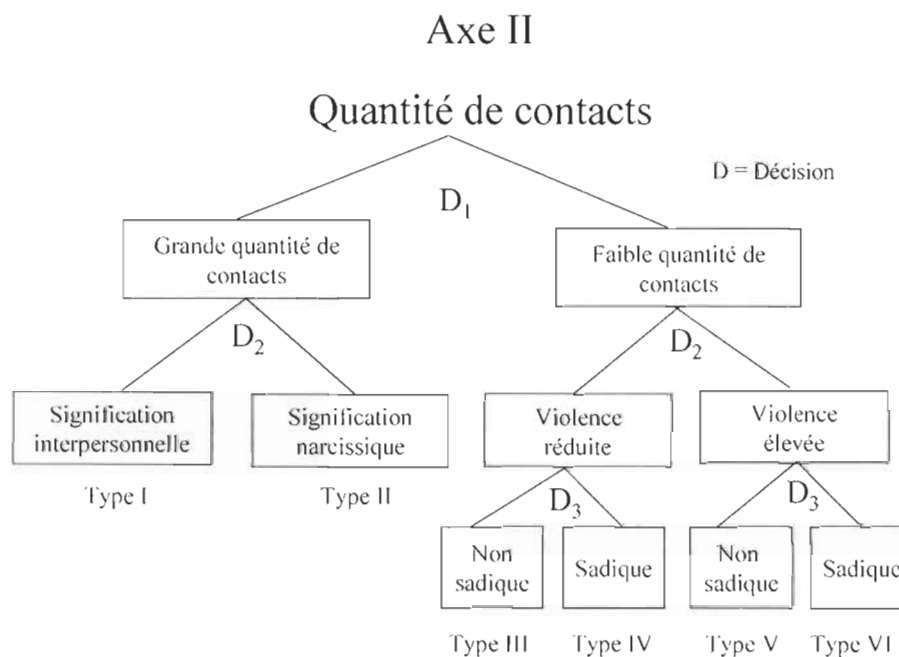 Axe II
Quantité de contacts
D = Décision
D₁
Grande quantité de
contacts
Faible quantité de
contacts
D₂
D₂
Signification
interpersonnelle
Signification
narcissique
Violence
réduite
Violence
élevée
Type I
Type II
D₃
D₃
Non
sadique
Sadique
Non
sadique
Sadique
Type III
Type IV
Type V
Type VI